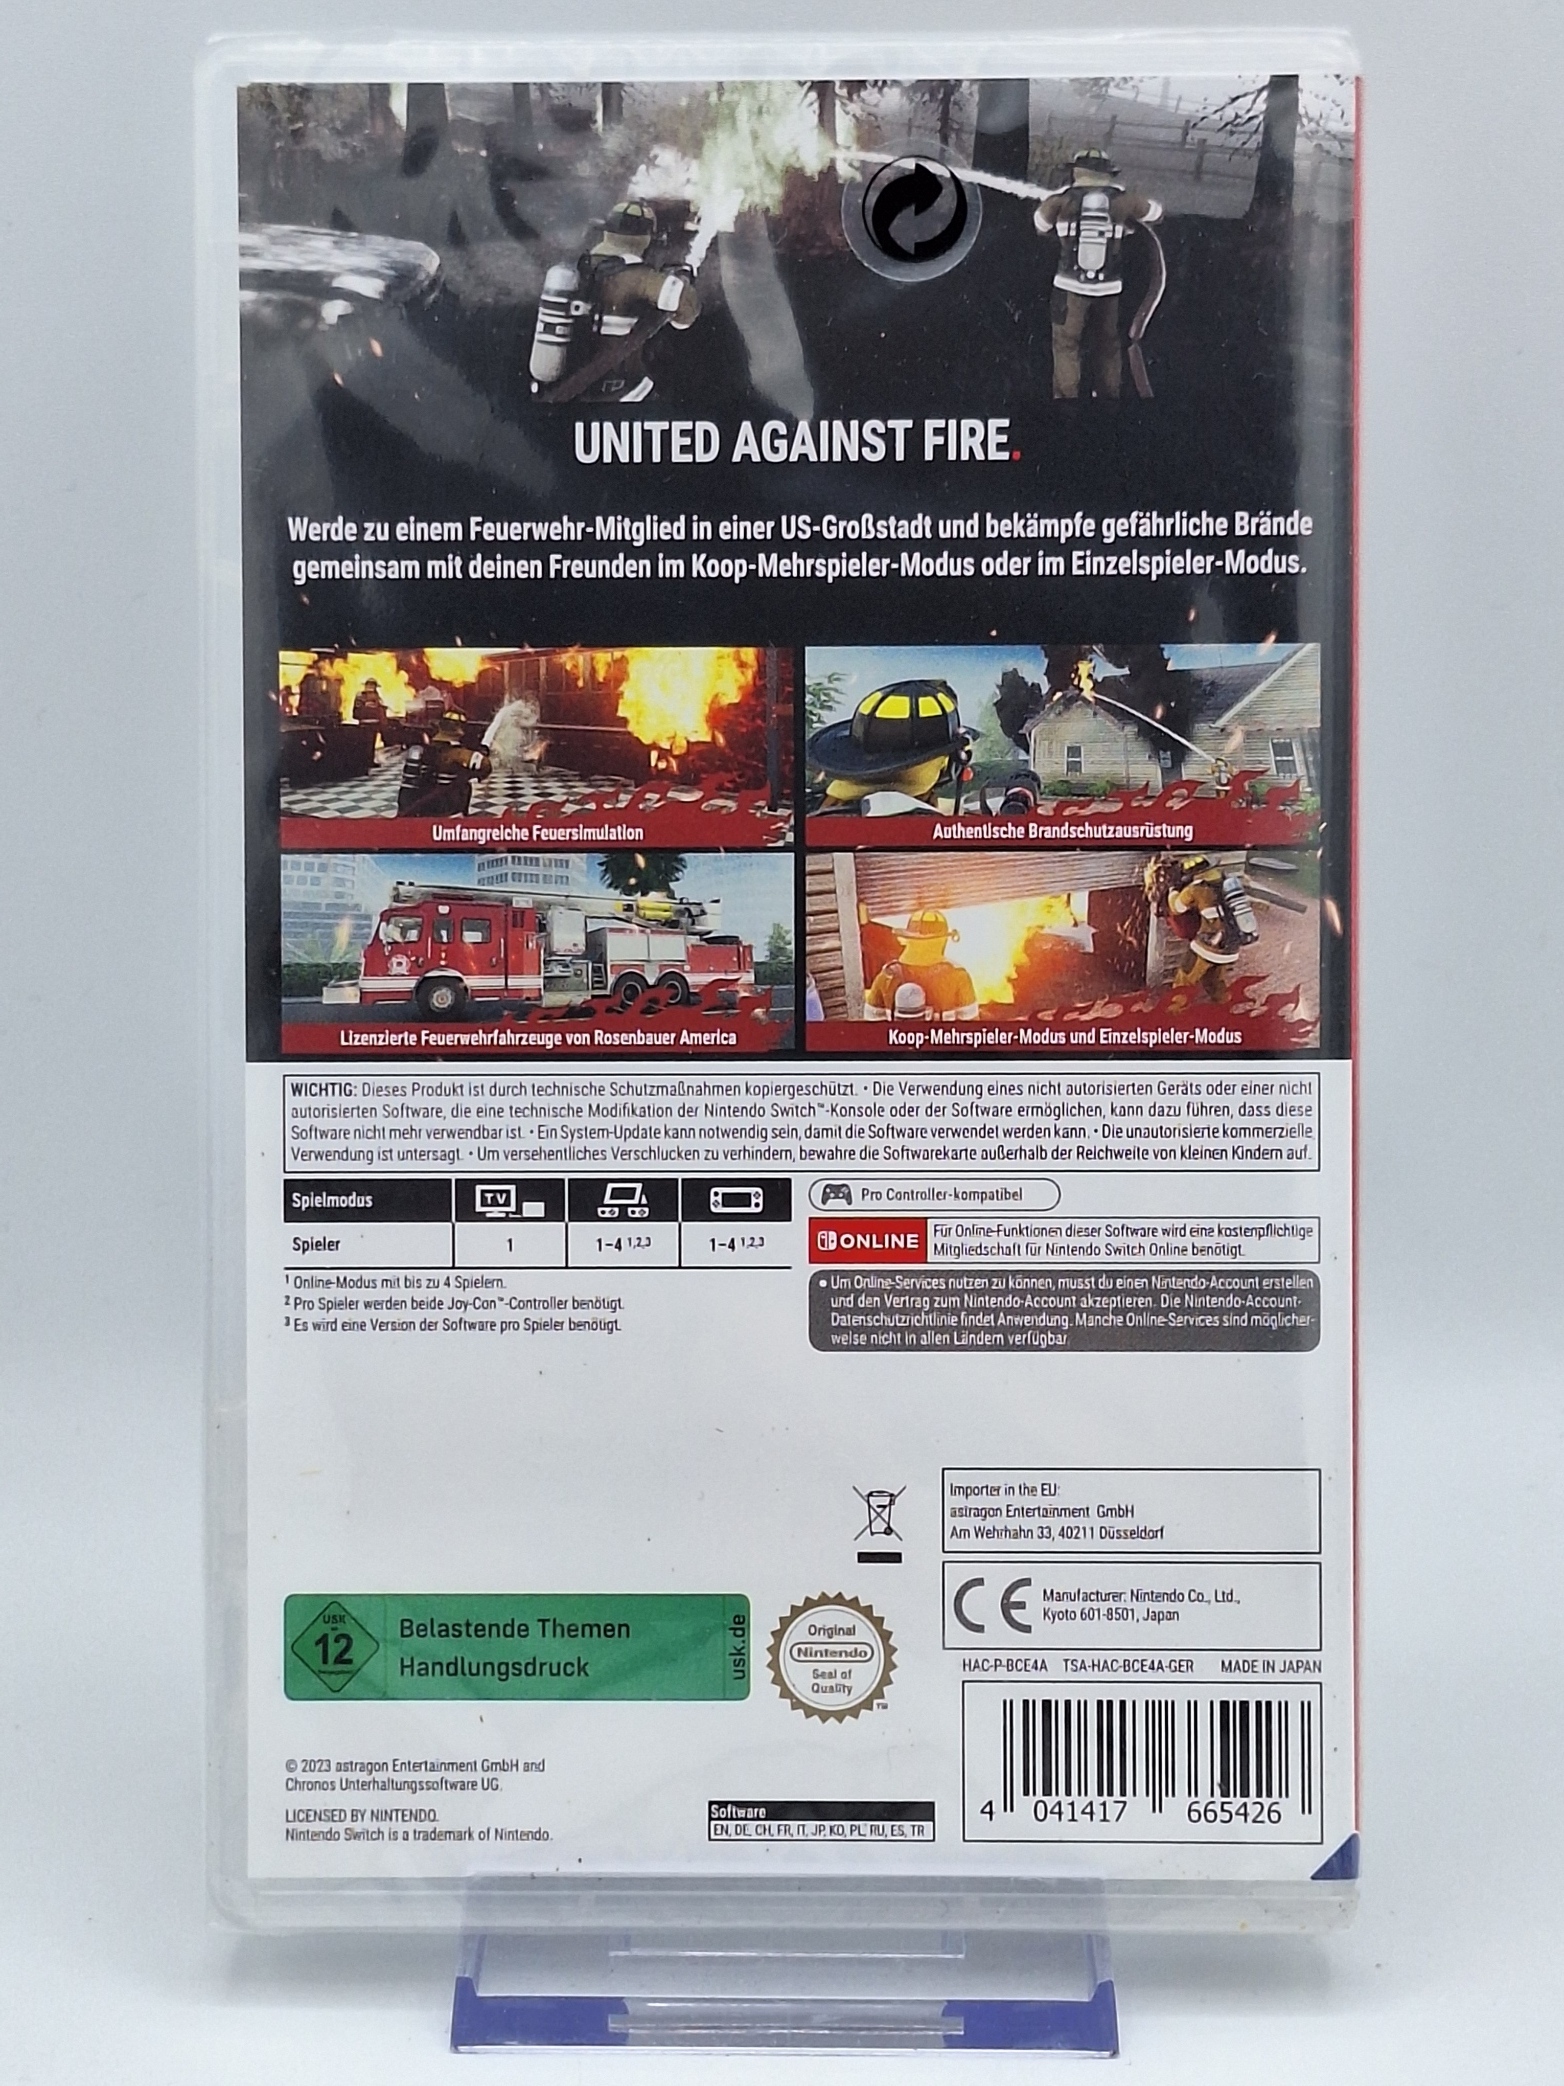 UNITED AGAINST FIRE.
Werde zu einem Feuerwehr-Mitglied in einer US-Großstadt und bekämpfe gefährliche Brände
gemeinsam mit deinen Freunden im Koop-Mehrspieler-Modus oder im Einzelspieler-Modus.
Umfangreiche Feuersimulation
Authentische Brandschutzausrüstung
Lizenzierte Feuerwehrfahrzeuge von Rosenbauer America
Koop-Mehrspieler-Modus und Einzelspieler-Modus
WICHTIG: Dieses Produkt ist durch technische Schutzmaßnahmen kopiergeschützt. • Die Verwendung eines nicht autorisierten Geräts oder einer nicht
autorisierten Software, die eine technische Modifikation der Nintendo Switch™-Konsole oder der Software ermöglichen, kann dazu führen, dass diese
Software nicht mehr verwendbar ist. • Ein System-Update kann notwendig sein, damit die Software verwendet werden kann. • Die unautorisierte kommerzielle
Verwendung ist untersagt. • Um versehentliches Verschlucken zu verhindern, bewahre die Softwarekarte außerhalb der Reichweite von kleinen Kindern auf.
Spielmodus TV
Spieler 1 1-4 1,2,3 1-4 1,2,3
1 Online-Modus mit bis zu 4 Spielern.
2 Pro Spieler werden beide Joy-Con™-Controller benötigt.
3 Es wird eine Version der Software pro Spieler benötigt.
Pro Controller-kompatibel
ONLINE
Für Online-Funktionen dieser Software wird eine kostenpflichtige
Mitgliedschaft für Nintendo Switch Online benötigt.
• Um Online-Services nutzen zu können, musst du einen Nintendo-Account erstellen
und den Vertrag zum Nintendo-Account akzeptieren. Die Nintendo-Account-
Datenschutzrichtlinie findet Anwendung. Manche Online-Services sind möglicher-
weise nicht in allen Ländern verfügbar.
Importer in the EU:
astragon Entertainment GmbH
Am Wehrhahn 33, 40211 Düsseldorf
CE
Manufacturer: Nintendo Co., Ltd.,
Kyoto 601-8501, Japan
USK
12
Belastende Themen
Handlungsdruck
usk.de
Original
Nintendo
Seal of
Quality
TM
HAC-P-BCE4A TSA-HAC-BCE4A-GER MADE IN JAPAN
4 041417 665426
© 2023 astragon Entertainment GmbH and
Chronos Unterhaltungssoftware UG.
LICENSED BY NINTENDO.
Nintendo Switch is a trademark of Nintendo.
Software
EN, DE, CH, FR, IT, JP, KO, PL, RU, ES, TR